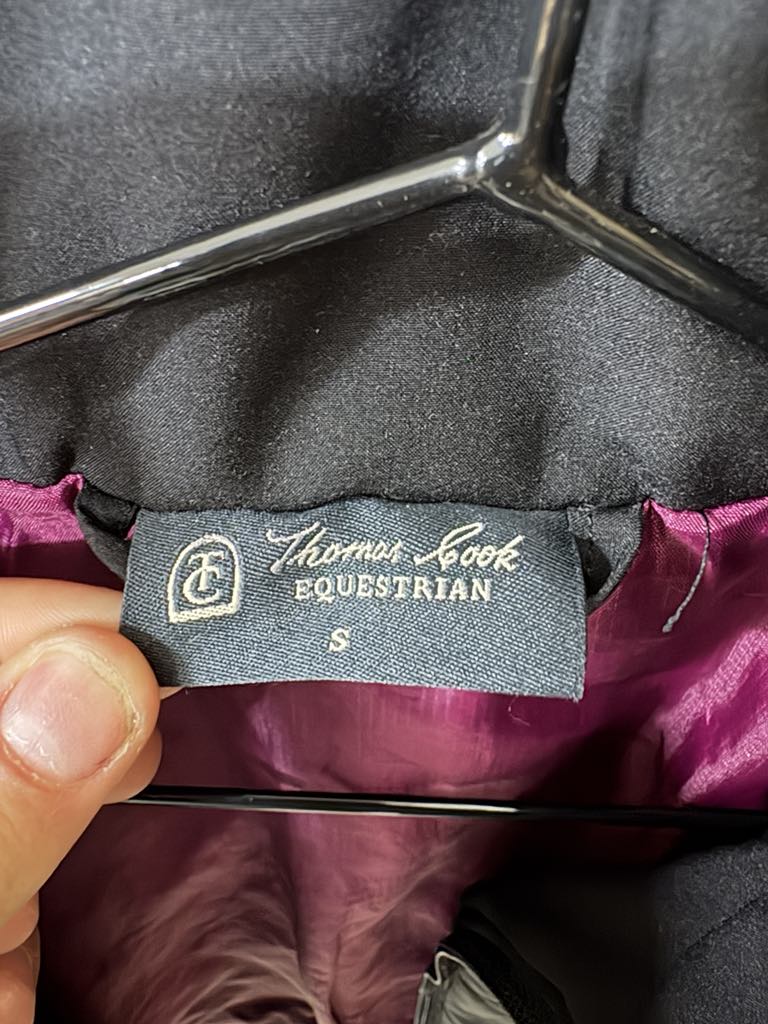 TC
Thomas Cook
EQUESTRIAN
S